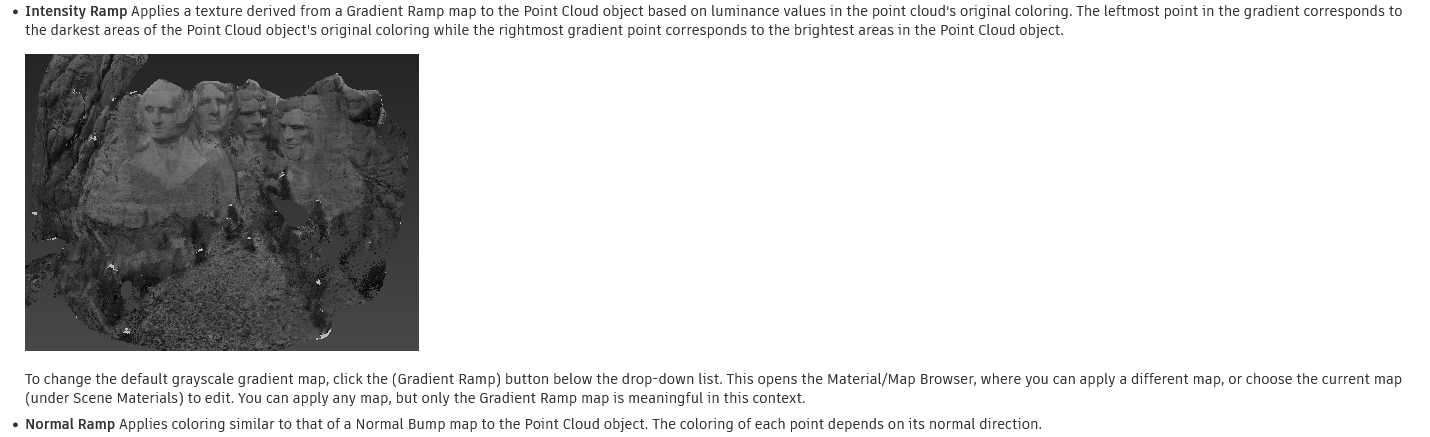 • Intensity Ramp Applies a texture derived from a Gradient Ramp map to the Point Cloud object based on luminance values in the point cloud's original coloring. The leftmost point in the gradient corresponds to
the darkest areas of the Point Cloud object's original coloring while the rightmost gradient point corresponds to the brightest areas in the Point Cloud object.
To change the default grayscale gradient map, click the (Gradient Ramp) button below the drop-down list. This opens the Material/Map Browser, where you can apply a different map, or choose the current map
(under Scene Materials) to edit. You can apply any map, but only the Gradient Ramp map is meaningful in this context.
• Normal Ramp Applies coloring similar to that of a Normal Bump map to the Point Cloud object. The coloring of each point depends on its normal direction.